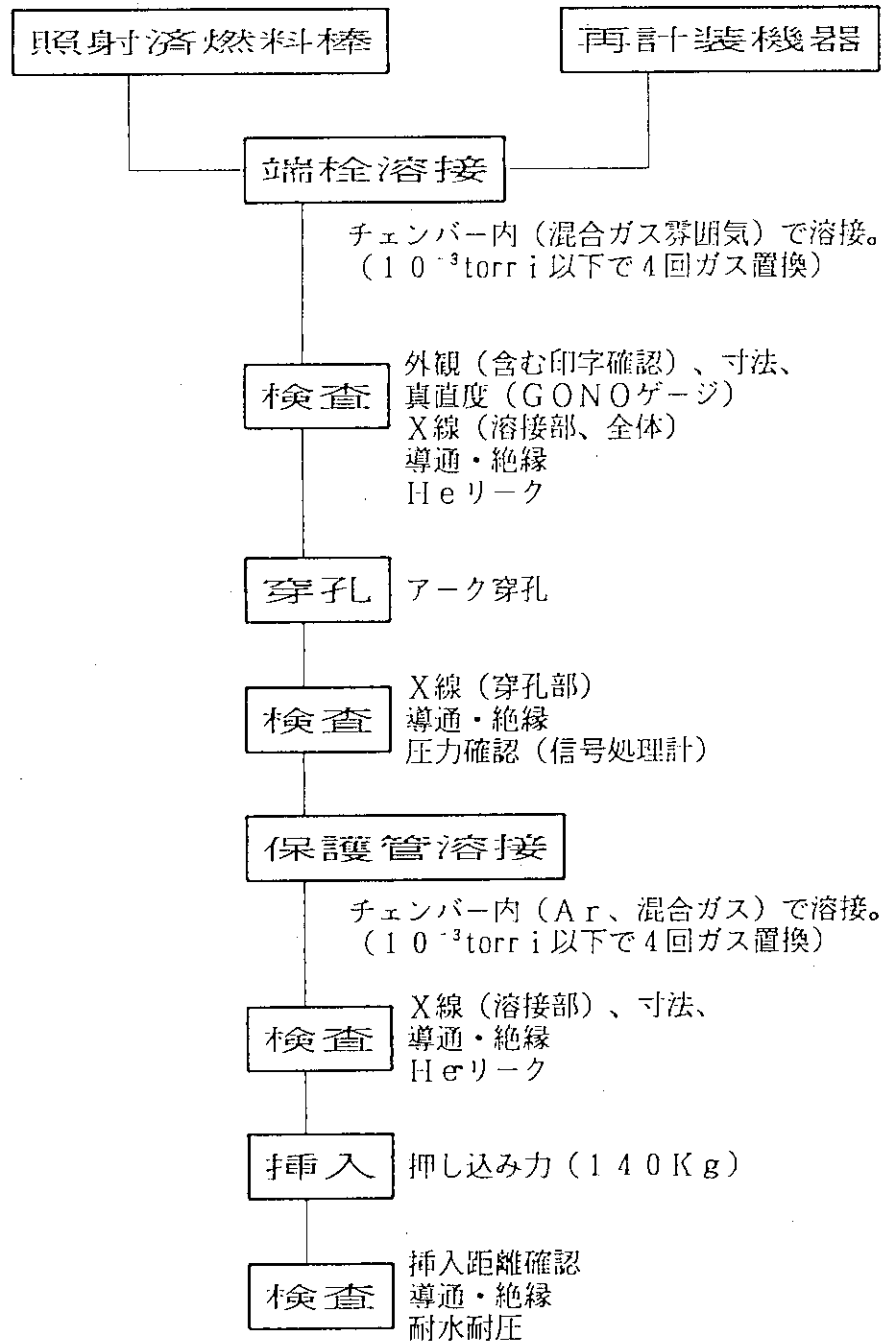 照射済燃料棒
再計装機器
端栓溶接
チェンバー内（混合ガス雰囲気）で溶接。
（10⁻³torri以下で4回ガス置換）
検査
外観（含む印字確認）、寸法、
真直度（GONOゲージ）
X線（溶接部、全体）
導通・絶縁
Heリーク
穿孔
アーク穿孔
検査
X線（穿孔部）
導通・絶縁
圧力確認（信号処理計）
保護管溶接
チェンバー内（Ar、混合ガス）で溶接。
（10⁻³torri以下で4回ガス置換）
検査
X線（溶接部）、寸法、
導通・絶縁
Heリーク
挿入
押し込み力（140Kg）
検査
挿入距離確認
導通・絶縁
耐水耐圧